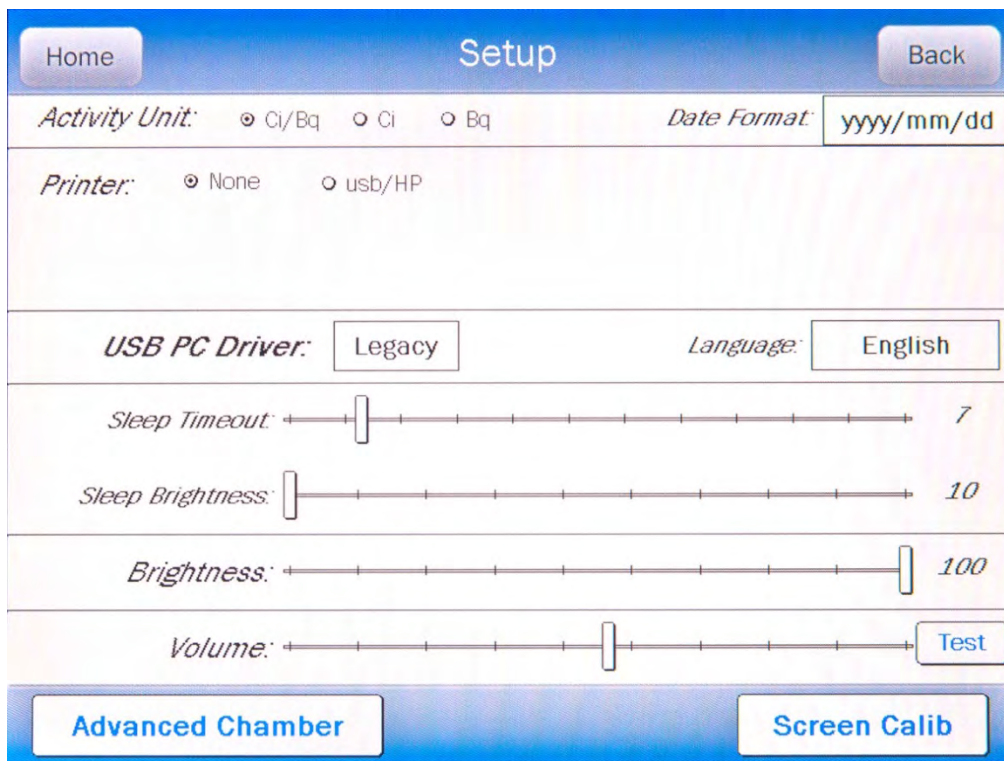 Home Setup Back
Activity Unit: Ci/Bq Ci Bq Date Format: yyyy/mm/dd
Printer: None usb/HP
USB PC Driver: Legacy Language: English
Sleep Timeout: 7
Sleep Brightness: 10
Brightness: 100
Volume: Test
Advanced Chamber Screen Calib